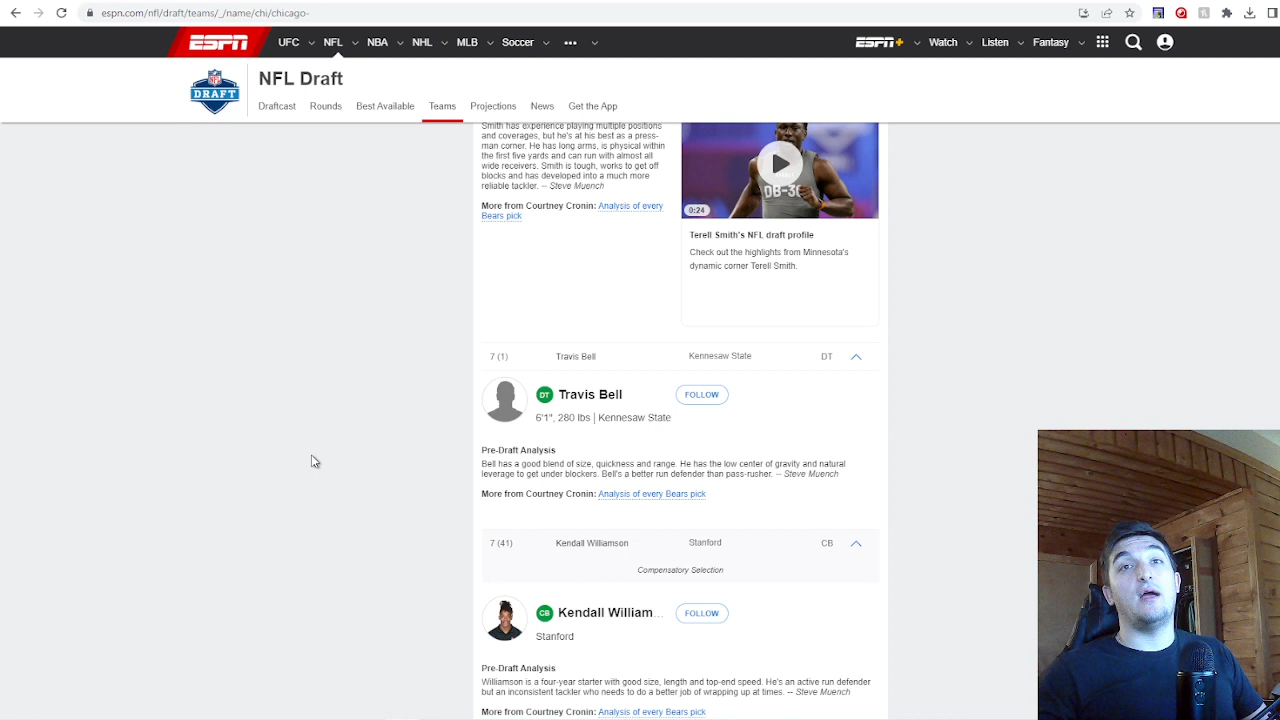 espn.com/nfl/draft/teams/_/name/chi/chicago-
ESPN UFC NFL NBA NHL MLB Soccer ••• ESPN+ Watch Listen Fantasy
NFL DRAFT
NFL Draft
Draftcast Rounds Best Available Teams Projections News Get the App
Smith has experience playing multiple positions
and coverages, but he's at his best as a press-
man corner. He has long arms, is physical within
the first five yards and can run with almost all
wide receivers. Smith is tough, works to get off
blocks and has developed into a much more
reliable tackler. -- Steve Muench
More from Courtney Cronin: Analysis of every
Bears pick
0:24
Terell Smith's NFL draft profile
Check out the highlights from Minnesota's
dynamic corner Terell Smith.
7 (1) Travis Bell Kennesaw State DT
DT Travis Bell FOLLOW
6'1", 280 lbs | Kennesaw State
Pre-Draft Analysis
Bell has a good blend of size, quickness and range. He has the low center of gravity and natural
leverage to get under blockers. Bell's a better run defender than pass-rusher. -- Steve Muench
More from Courtney Cronin: Analysis of every Bears pick
7 (41) Kendall Williamson Stanford CB
Compensatory Selection
CB Kendall William... FOLLOW
Stanford
Pre-Draft Analysis
Williamson is a four-year starter with good size, length and top-end speed. He's an active run defender
but an inconsistent tackler who needs to do a better job of wrapping up at times. -- Steve Muench
More from Courtney Cronin: Analysis of every Bears pick